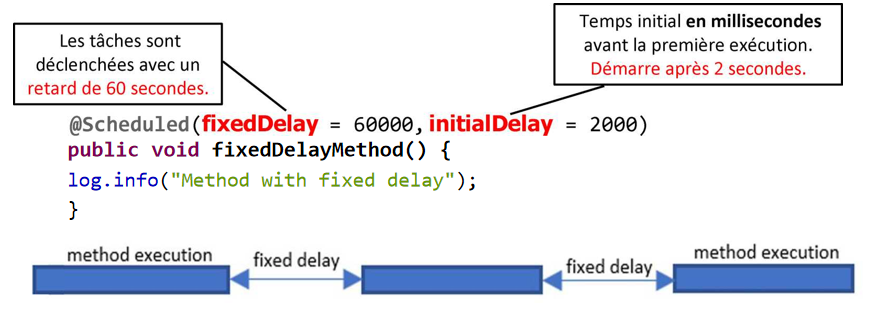 Les tâches sont
déclenchées avec un
retard de 60 secondes.
Temps initial en millisecondes
avant la première exécution.
Démarre après 2 secondes.
@Scheduled(fixedDelay = 60000, initialDelay = 2000)
public void fixedDelayMethod() {
log.info("Method with fixed delay");
}
method execution
fixed delay
fixed delay
method execution